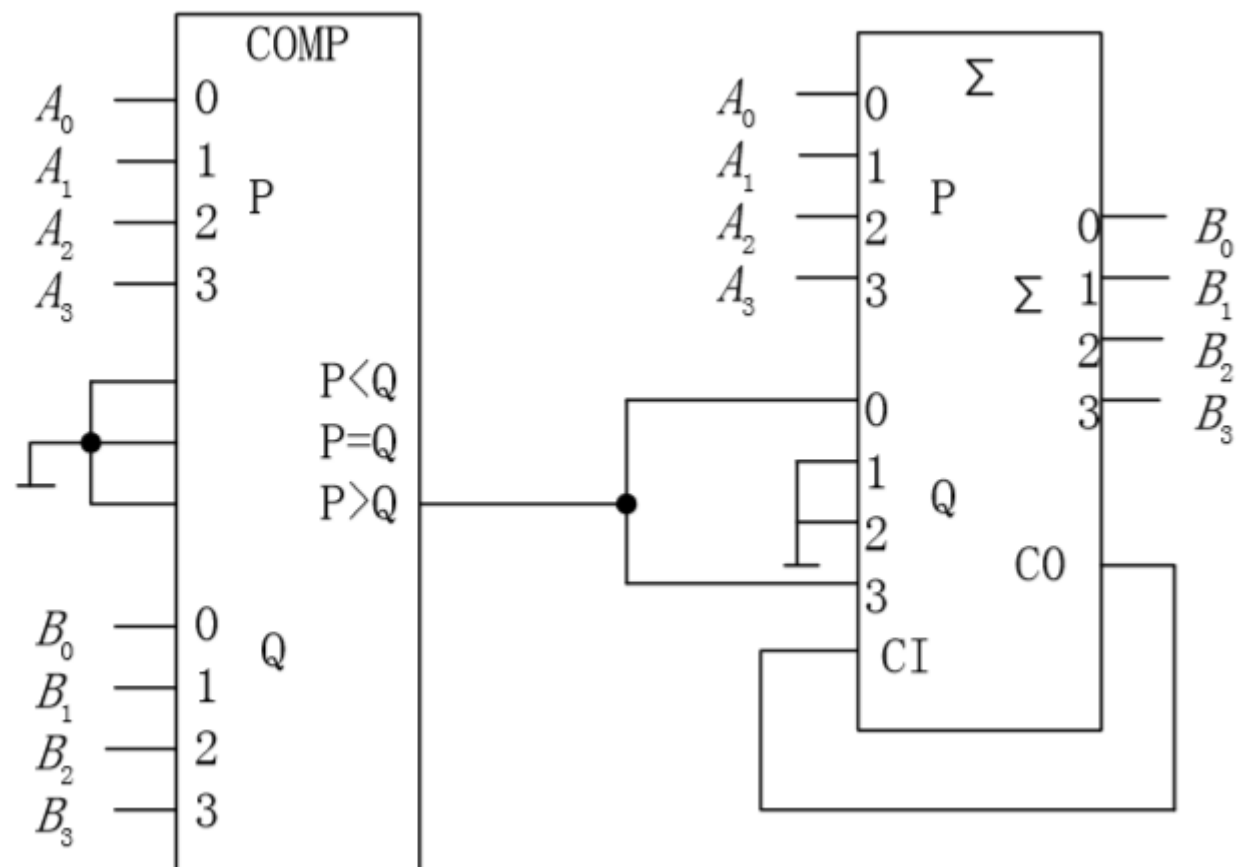 COMP
A₀ 0
A₁ 1
P
A₂ 2
A₃ 3
P<Q
P=Q
P>Q
B₀ 0
Q
B₁ 1
B₂ 2
B₃ 3
Σ
A₀ 0
A₁ 1
P
A₂ 2
A₃ 3
0 B₀
Σ
1 B₁
2 B₂
3 B₃
0
1
Q
2
3
CO
CI